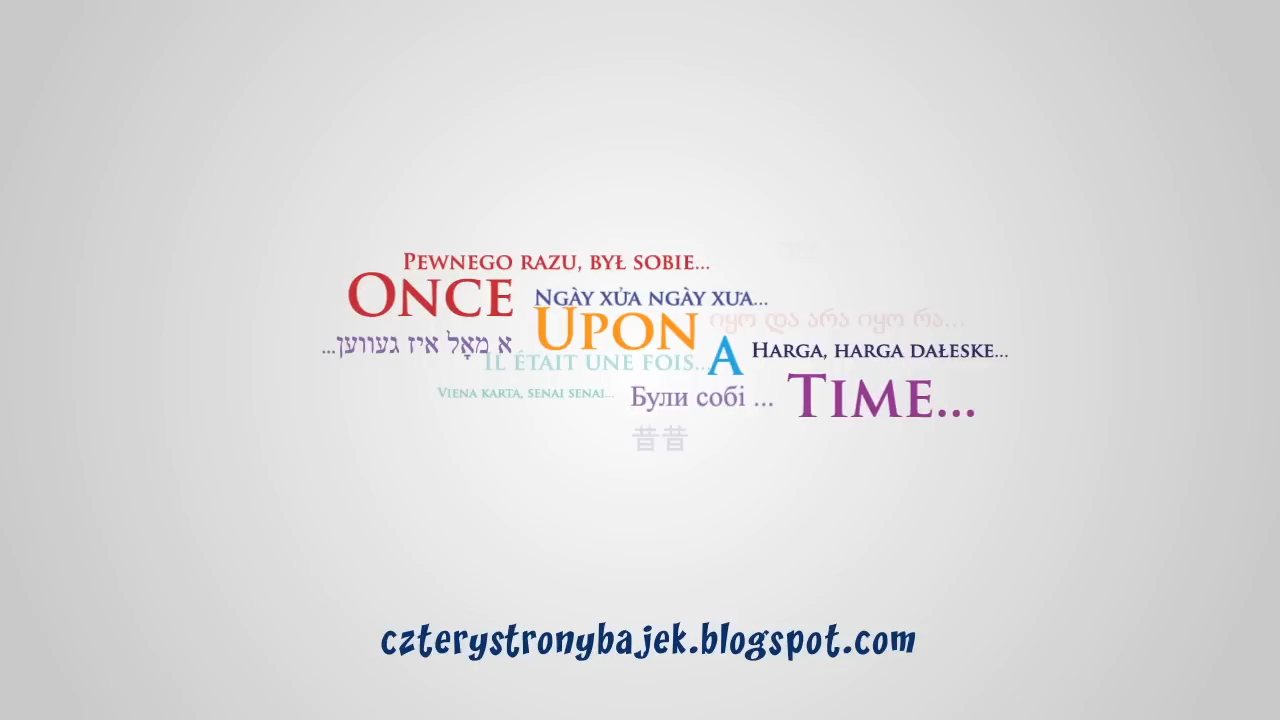 Pewnego razu, był sobie...
Once
Ngày xửa ngày xưa...
Upon
იყო და არა იყო რა...
א מאָל איז געווען...
Il était une fois...
A
Harga, harga dałeske...
Viena karta, senai senai...
Були собі ...
Time...
昔昔
czterystronybajek.blogspot.com